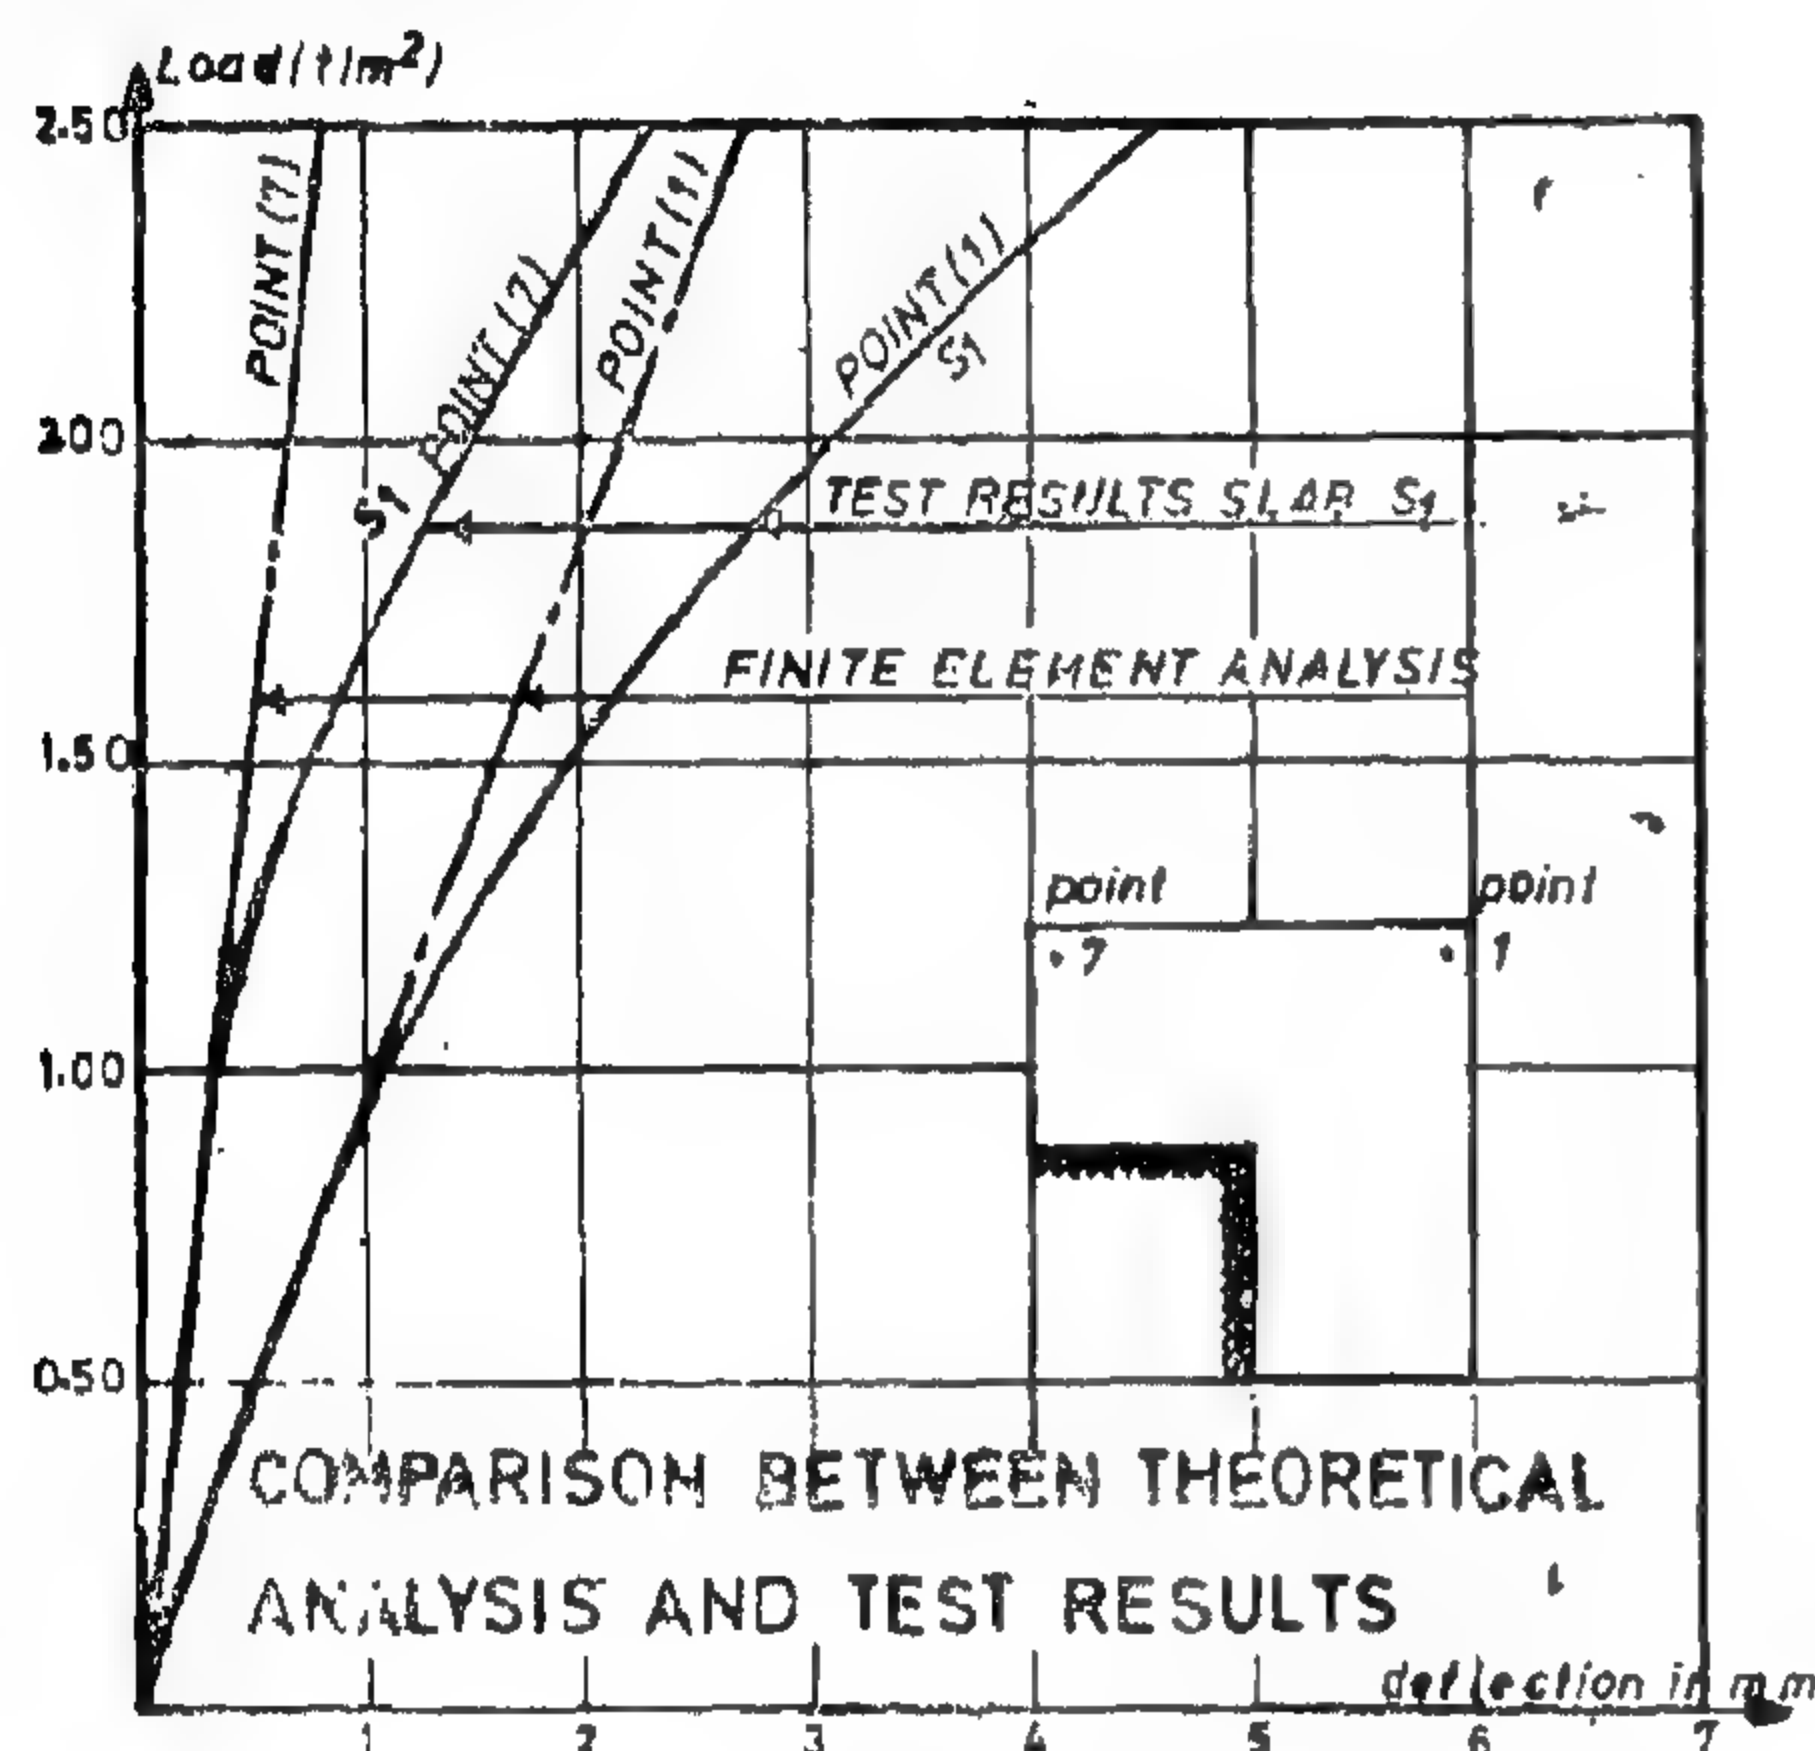 Load (t/m²)
2.50
2.00
1.50
1.00
0.50
POINT (7)
POINT (7)
S1
POINT (1)
POINT (1)
S1
TEST RESULTS SLAB S1
FINITE ELEMENT ANALYSIS
point point
7 1
COMPARISON BETWEEN THEORETICAL
ANALYSIS AND TEST RESULTS
deflection in mm
1 2 3 4 5 6 7